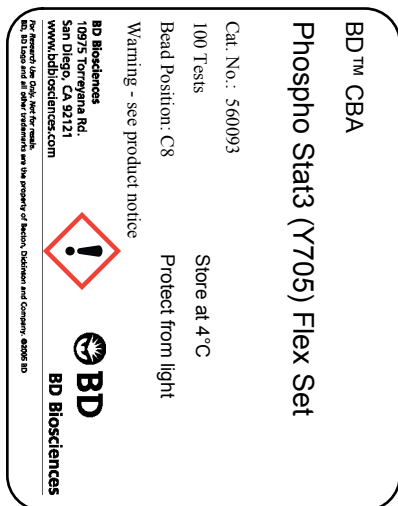 BD™ CBA
Phospho Stat3 (Y705) Flex Set
Cat. No.: 560093
100 Tests
Store at 4°C
Bead Position: C8
Protect from light
Warning - see product notice
BD Biosciences
10975 Torreyana Rd.
San Diego, CA 92121
www.bdbiosciences.com
BD
BD Biosciences
For Research Use Only. Not for resale.
BD, BD Logo and all other trademarks are the property of Becton, Dickinson and Company. ©2005 BD